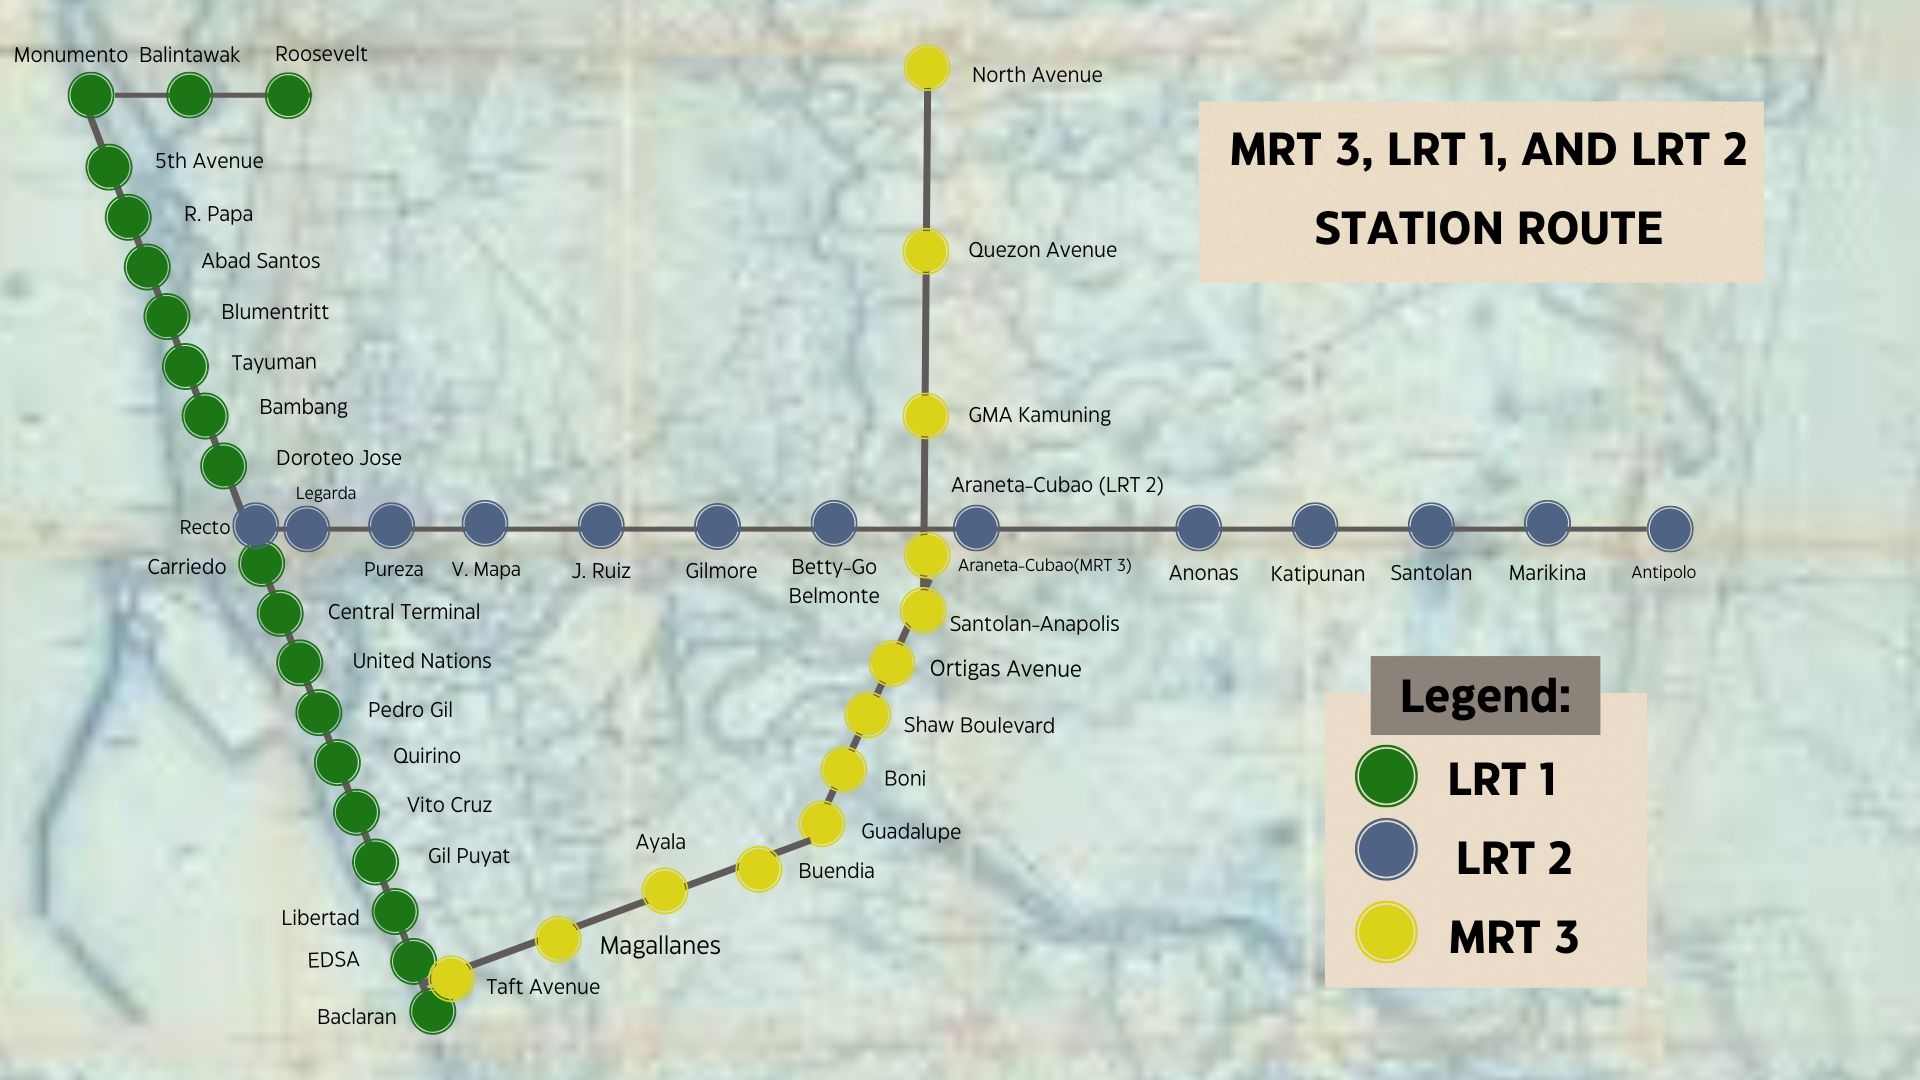 Monumento
Balintawak
Roosevelt
North Avenue
MRT 3, LRT 1, AND LRT 2
STATION ROUTE
5th Avenue
R. Papa
Abad Santos
Quezon Avenue
Blumentritt
Tayuman
Bambang
GMA Kamuning
Doroteo Jose
Legarda
Araneta-Cubao (LRT 2)
Recto
Carriedo
Pureza
V. Mapa
J. Ruiz
Gilmore
Betty-Go
Belmonte
Araneta-Cubao(MRT 3)
Anonas
Katipunan
Santolan
Marikina
Antipolo
Central Terminal
Santolan-Anapolis
United Nations
Ortigas Avenue
Pedro Gil
Shaw Boulevard
Quirino
Boni
Vito Cruz
Guadalupe
Gil Puyat
Ayala
Buendia
Libertad
Magallanes
EDSA
Taft Avenue
Baclaran
Legend:
LRT 1
LRT 2
MRT 3